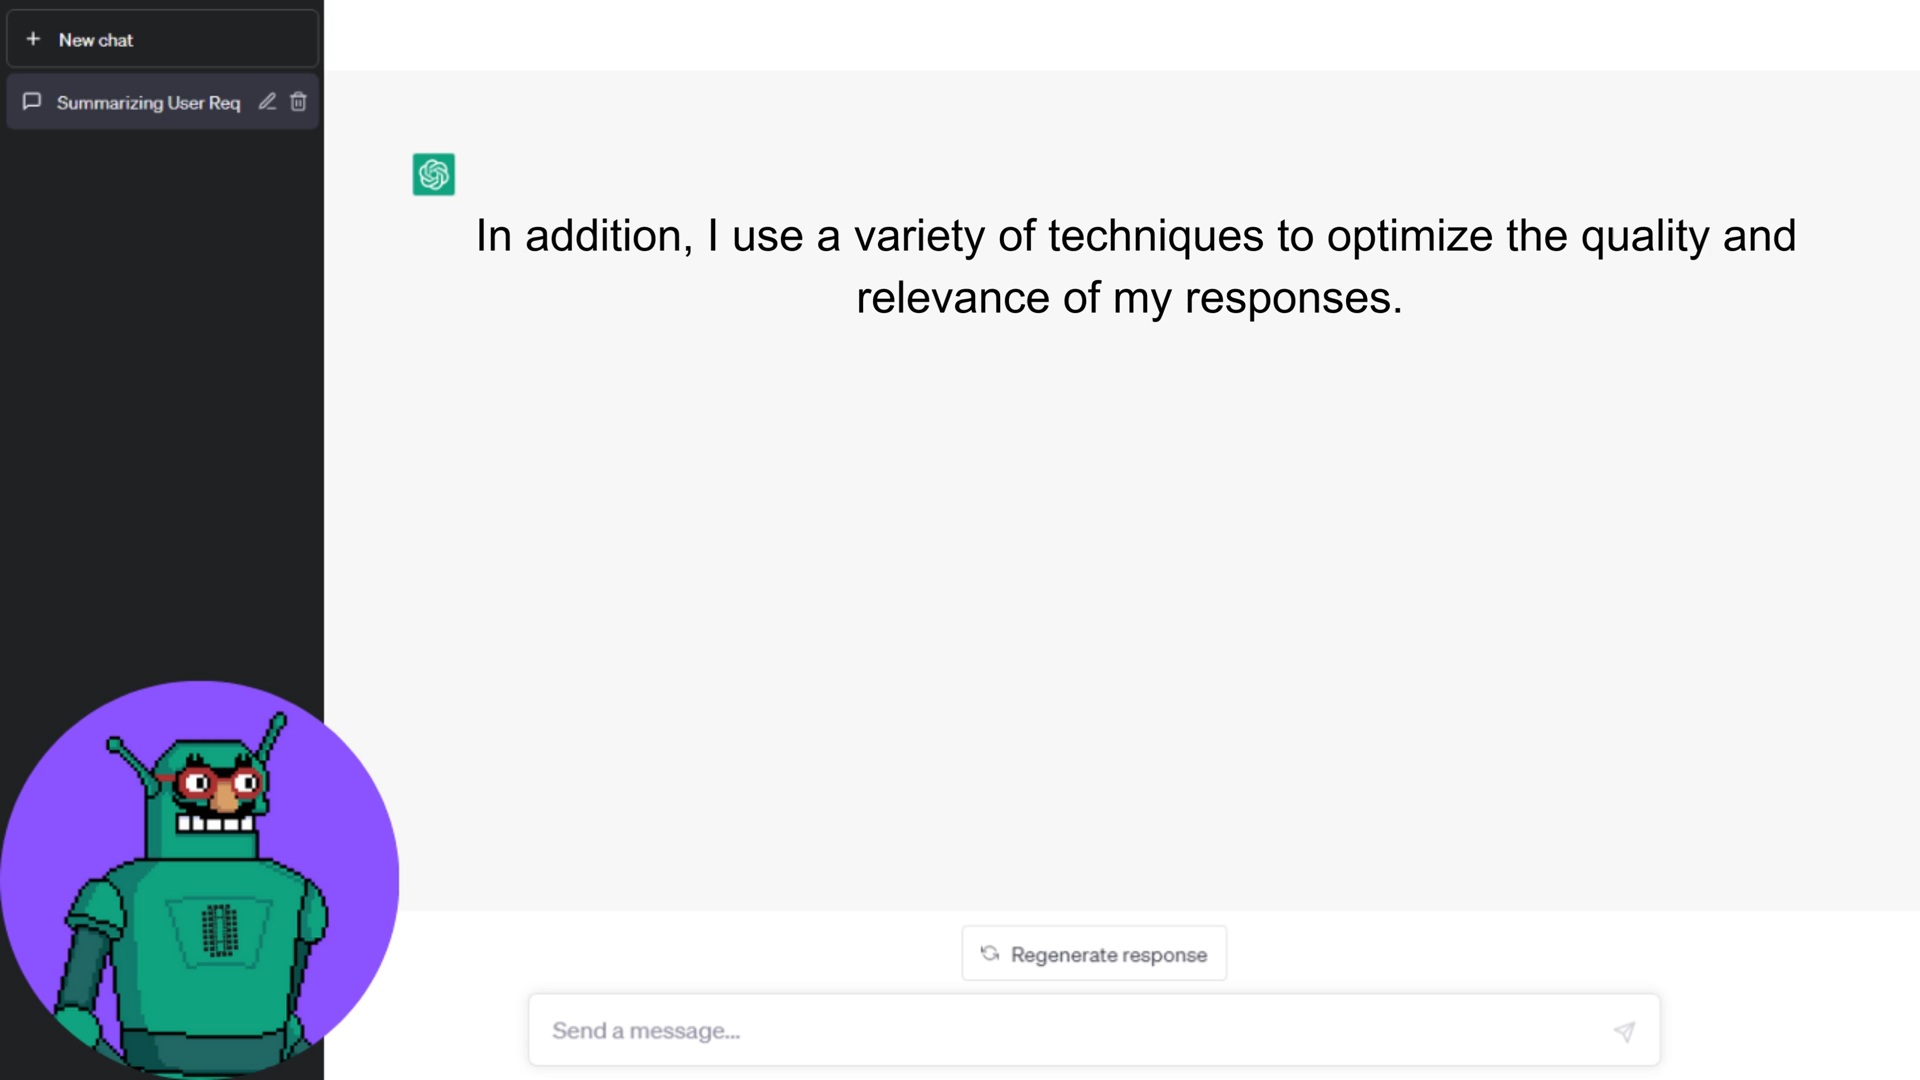 New chat
Summarizing User Req
In addition, I use a variety of techniques to optimize the quality and
relevance of my responses.
Regenerate response
Send a message...